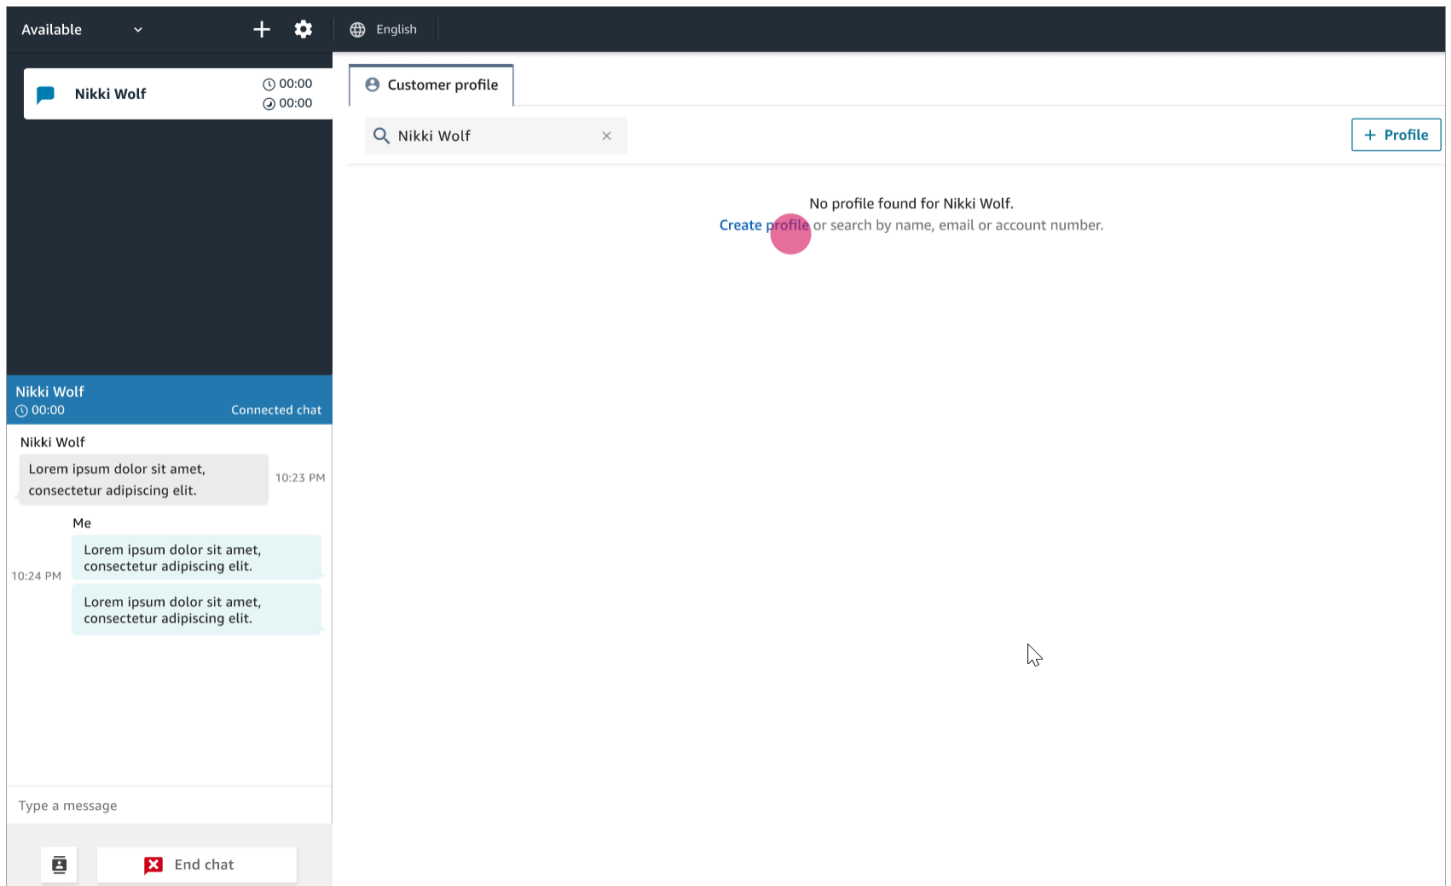 Available
English
Nikki Wolf
00:00
00:00
Customer profile
Nikki Wolf
+ Profile
No profile found for Nikki Wolf.
Create profile or search by name, email or account number.
Nikki Wolf
00:00
Connected chat
Nikki Wolf
Lorem ipsum dolor sit amet,
consectetur adipiscing elit.
10:23 PM
Me
Lorem ipsum dolor sit amet,
consectetur adipiscing elit.
10:24 PM
Lorem ipsum dolor sit amet,
consectetur adipiscing elit.
Type a message
End chat